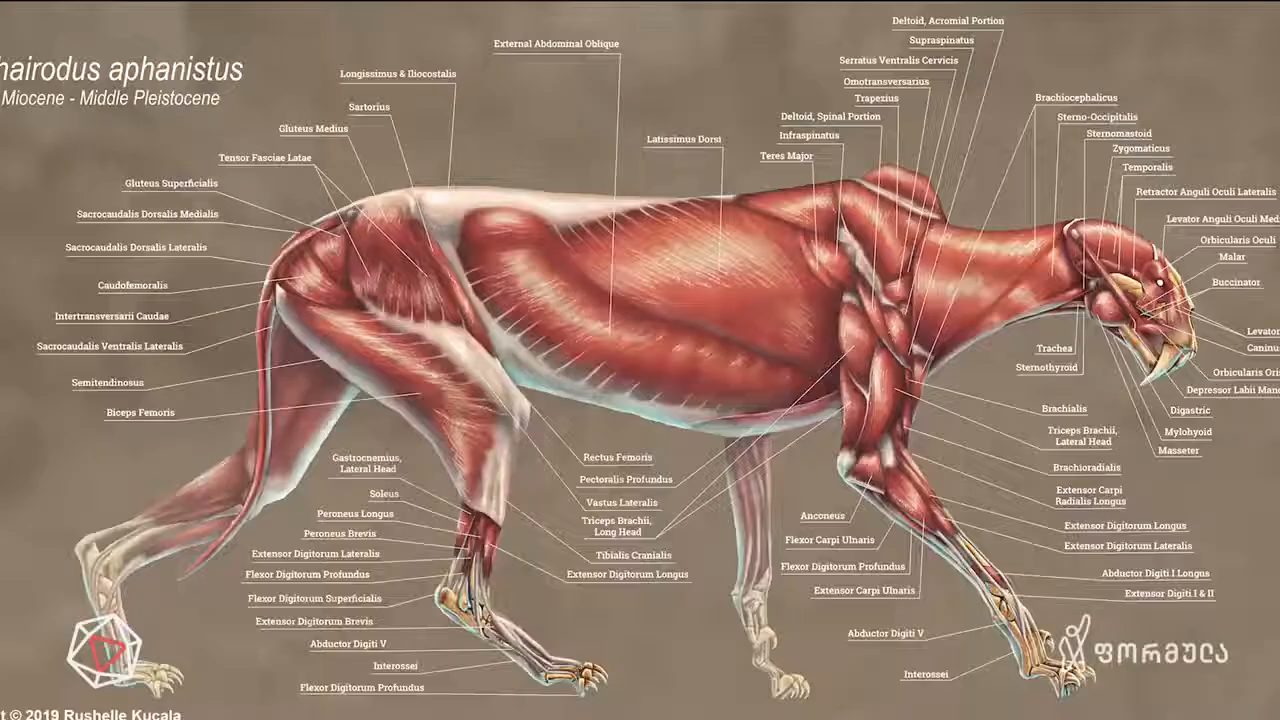 hairodus aphanistus
Miocene - Middle Pleistocene
External Abdominal Oblique
Longissimus & Iliocostalis
Sartorius
Gluteus Medius
Tensor Fasciae Latae
Gluteus Superficialis
Sacrocaudalis Dorsalis Medialis
Sacrocaudalis Dorsalis Lateralis
Caudofemoralis
Intertransversarii Caudae
Sacrocaudalis Ventralis Lateralis
Semitendinosus
Biceps Femoris
Latissimus Dorsi
Deltoid, Acromial Portion
Supraspinatus
Serratus Ventralis Cervicis
Omotransversarius
Trapezius
Deltoid, Spinal Portion
Infraspinatus
Teres Major
Brachiocephalicus
Sterno-Occipitalis
Sternomastoid
Zygomaticus
Temporalis
Retractor Anguli Oculi Lateralis
Levator Anguli Oculi Med
Orbicularis Oculi
Malar
Buccinator
Levator
Caninus
Orbicularis Oris
Depressor Labii Man
Digastric
Mylohyoid
Masseter
Trachea
Sternothyroid
Brachialis
Triceps Brachii,
Lateral Head
Brachioradialis
Extensor Carpi
Radialis Longus
Extensor Digitorum Longus
Extensor Digitorum Lateralis
Abductor Digiti I Longus
Extensor Digiti I & II
Rectus Femoris
Pectoralis Profundus
Vastus Lateralis
Triceps Brachii,
Long Head
Tibialis Cranialis
Extensor Digitorum Longus
Anconeus
Flexor Carpi Ulnaris
Flexor Digitorum Profundus
Extensor Carpi Ulnaris
Abductor Digiti V
Interossei
Gastrocnemius,
Lateral Head
Soleus
Peroneus Longus
Peroneus Brevis
Extensor Digitorum Lateralis
Flexor Digitorum Profundus
Flexor Digitorum Superficialis
Extensor Digitorum Brevis
Abductor Digiti V
Interossei
Flexor Digitorum Profundus
ფორმულა
t © 2019 Rushelle Kucala